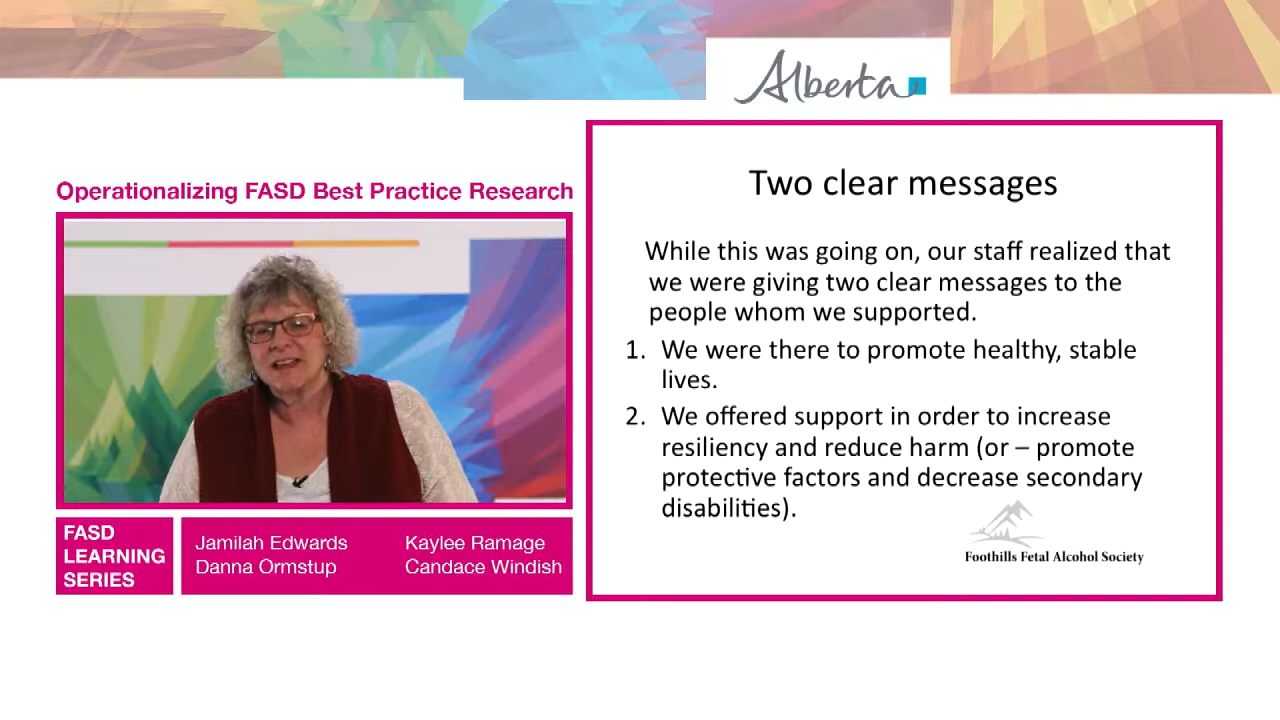 Alberta
Operationalizing FASD Best Practice Research
FASD
LEARNING
SERIES
Jamilah Edwards
Danna Ormstup
Kaylee Ramage
Candace Windish
Two clear messages
While this was going on, our staff realized that
we were giving two clear messages to the
people whom we supported.
1. We were there to promote healthy, stable
lives.
2. We offered support in order to increase
resiliency and reduce harm (or – promote
protective factors and decrease secondary
disabilities).
Foothills Fetal Alcohol Society